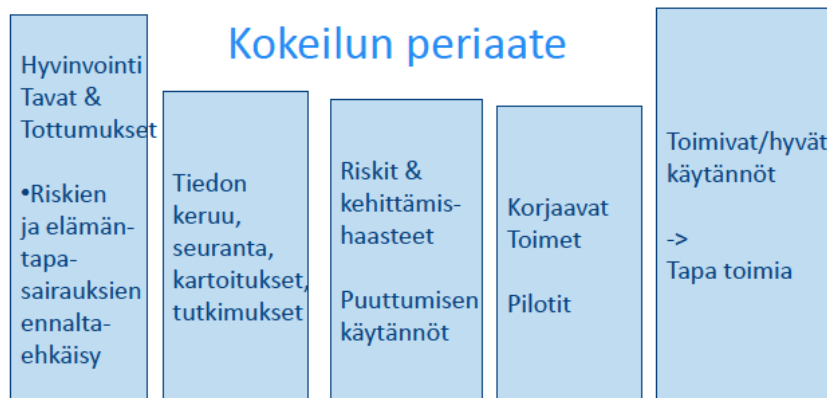 Kokeilun periaate
Hyvinvointi
Tavat &
Tottumukset
•Riskien
ja elämän-
tapa-
sairauksien
ennalta-
ehkäisy
Tiedon
keruu,
seuranta,
kartoitukset,
tutkimukset
Riskit &
kehittämis-
haasteet
Puuttumisen
käytännöt
Korjaavat
Toimet
Pilotit
Toimivat/hyvät
käytännöt
->
Tapa toimia